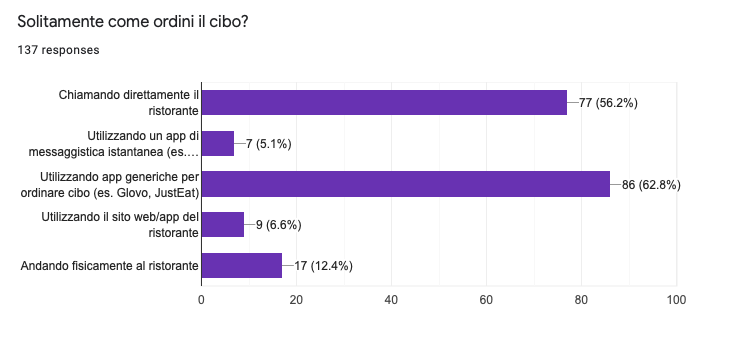 Solitamente come ordini il cibo?
137 responses
Chiamando direttamente il
ristorante
77 (56.2%)
Utilizzando un app di
messaggistica istantanea (es.…
7 (5.1%)
Utilizzando app generiche per
ordinare cibo (es. Glovo, JustEat)
86 (62.8%)
Utilizzando il sito web/app del
ristorante
9 (6.6%)
Andando fisicamente al ristorante
17 (12.4%)
0 20 40 60 80 100